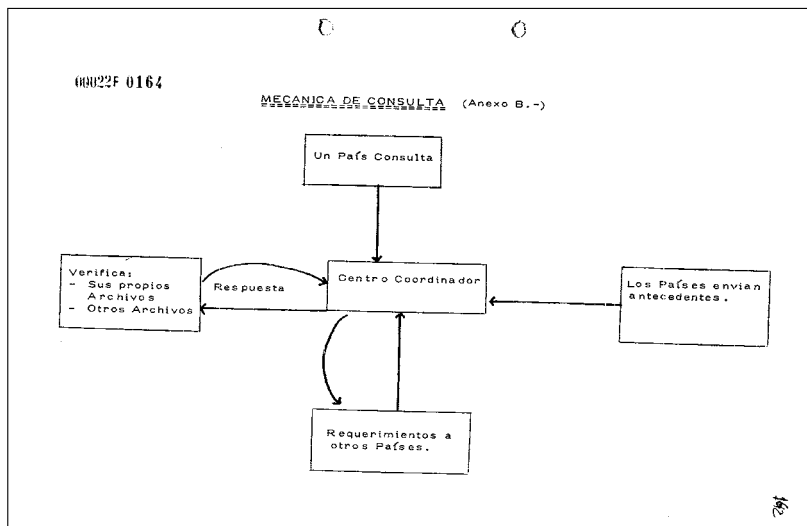 00022F 0164
MECANICA DE CONSULTA (Anexo B.-)
Un País Consulta
Verifica:
- Sus propios
Archivos
- Otros Archivos
Respuesta
Centro Coordinador
Los Países envian
antecedentes.
Requerimientos a
otros Países.
162